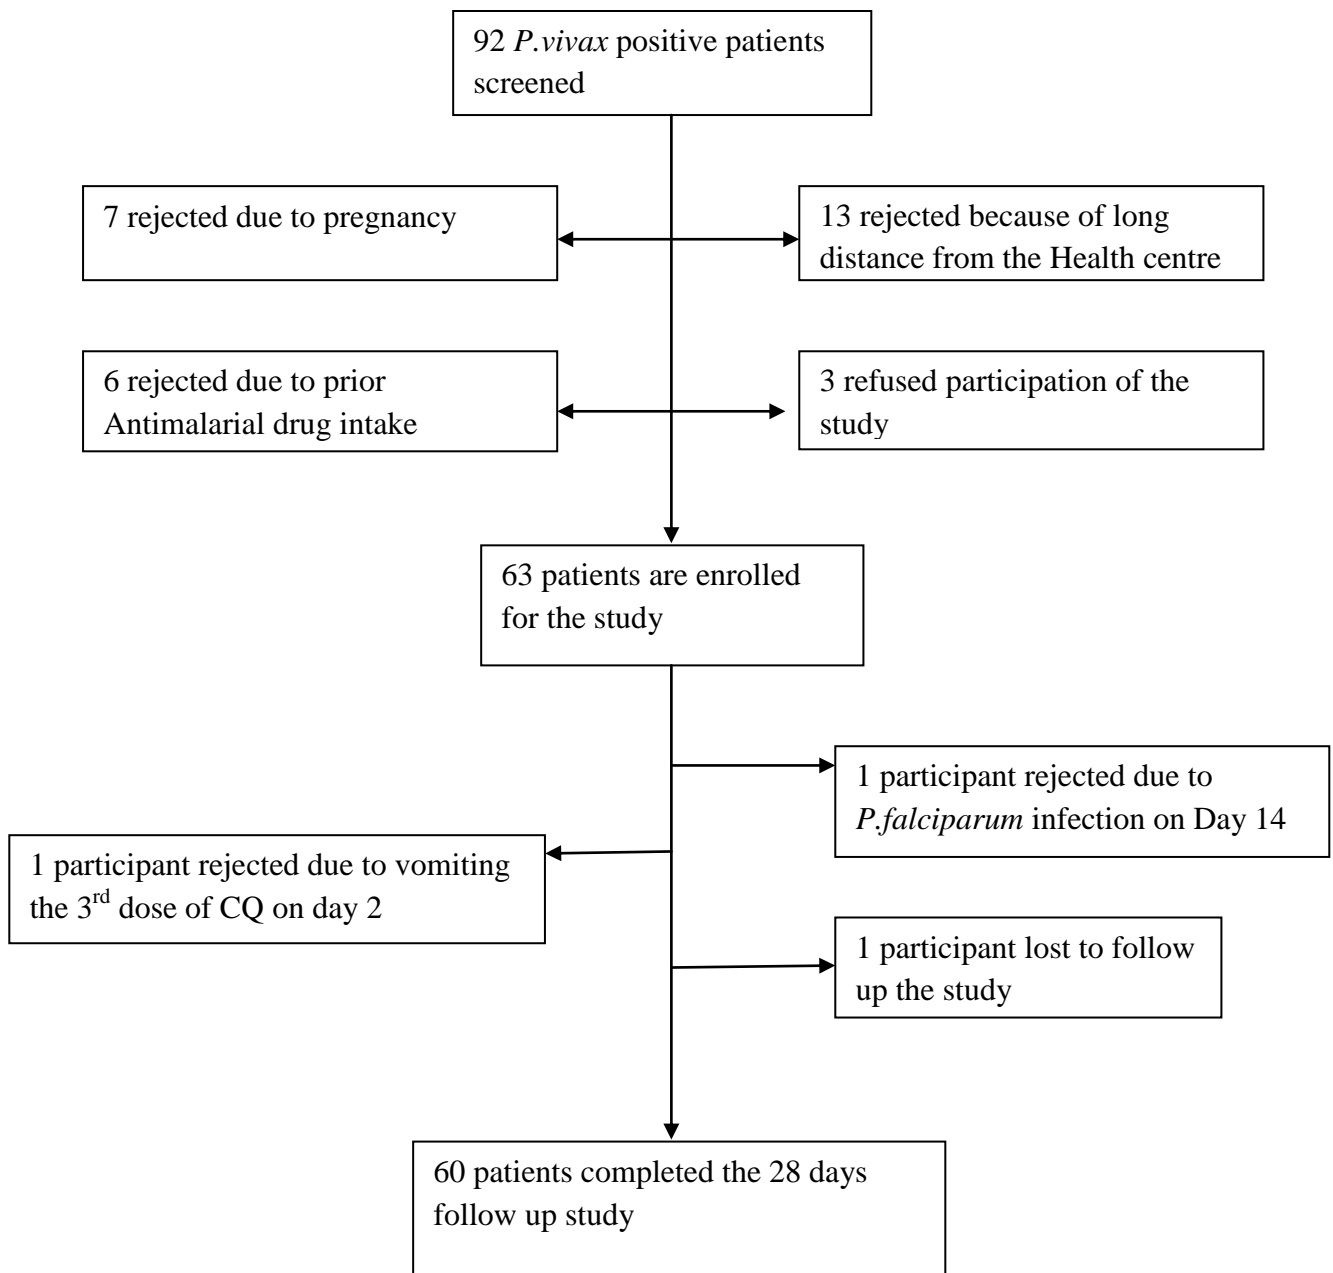 92 P.vivax positive patients
screened
7 rejected due to pregnancy
13 rejected because of long
distance from the Health centre
6 rejected due to prior
Antimalarial drug intake
3 refused participation of the
study
63 patients are enrolled
for the study
1 participant rejected due to
P.falciparum infection on Day 14
1 participant rejected due to vomiting
the 3rd dose of CQ on day 2
1 participant lost to follow
up the study
60 patients completed the 28 days
follow up study